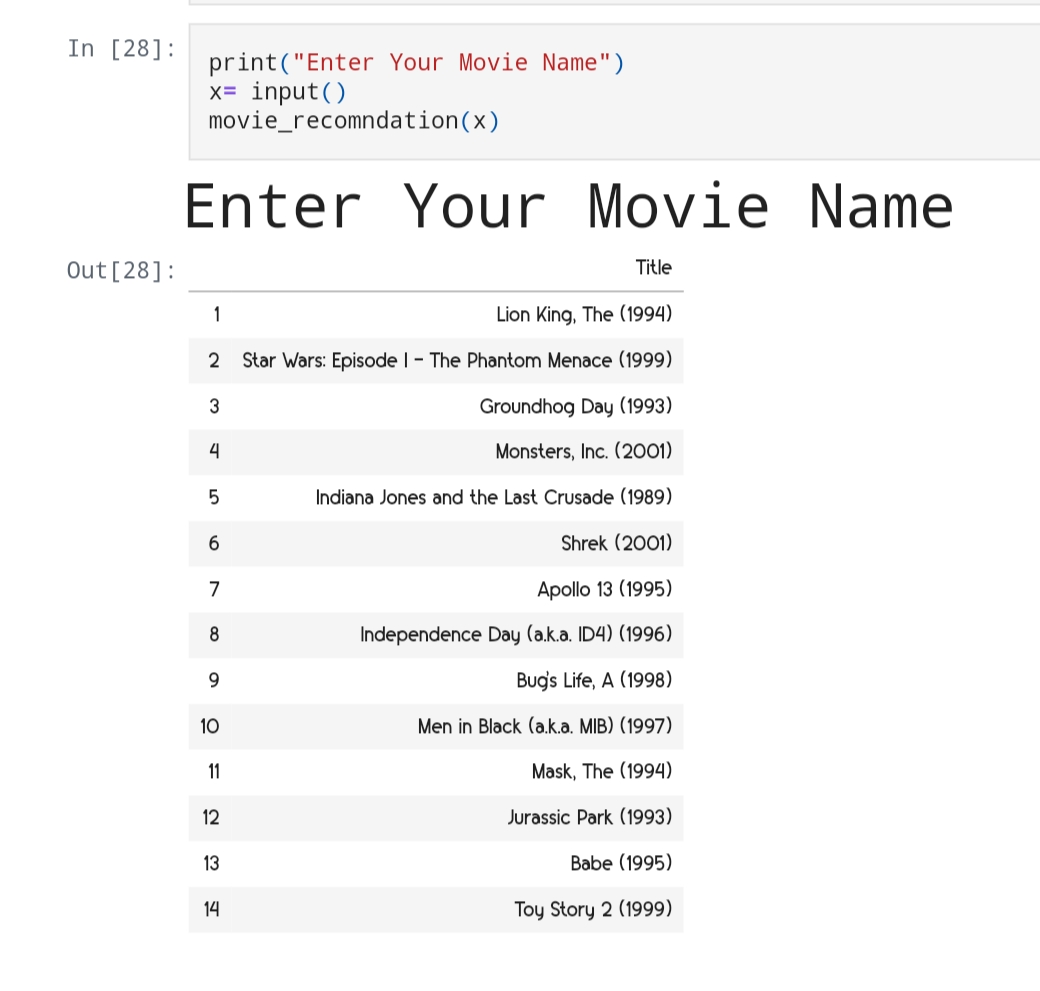 In [28]:
print("Enter Your Movie Name")
x= input()
movie_recomndation(x)
Enter Your Movie Name
Out[28]:
Title
1 Lion King, The (1994)
2 Star Wars: Episode I - The Phantom Menace (1999)
3 Groundhog Day (1993)
4 Monsters, Inc. (2001)
5 Indiana Jones and the Last Crusade (1989)
6 Shrek (2001)
7 Apollo 13 (1995)
8 Independence Day (a.k.a. ID4) (1996)
9 Bug's Life, A (1998)
10 Men in Black (a.k.a. MIB) (1997)
11 Mask, The (1994)
12 Jurassic Park (1993)
13 Babe (1995)
14 Toy Story 2 (1999)